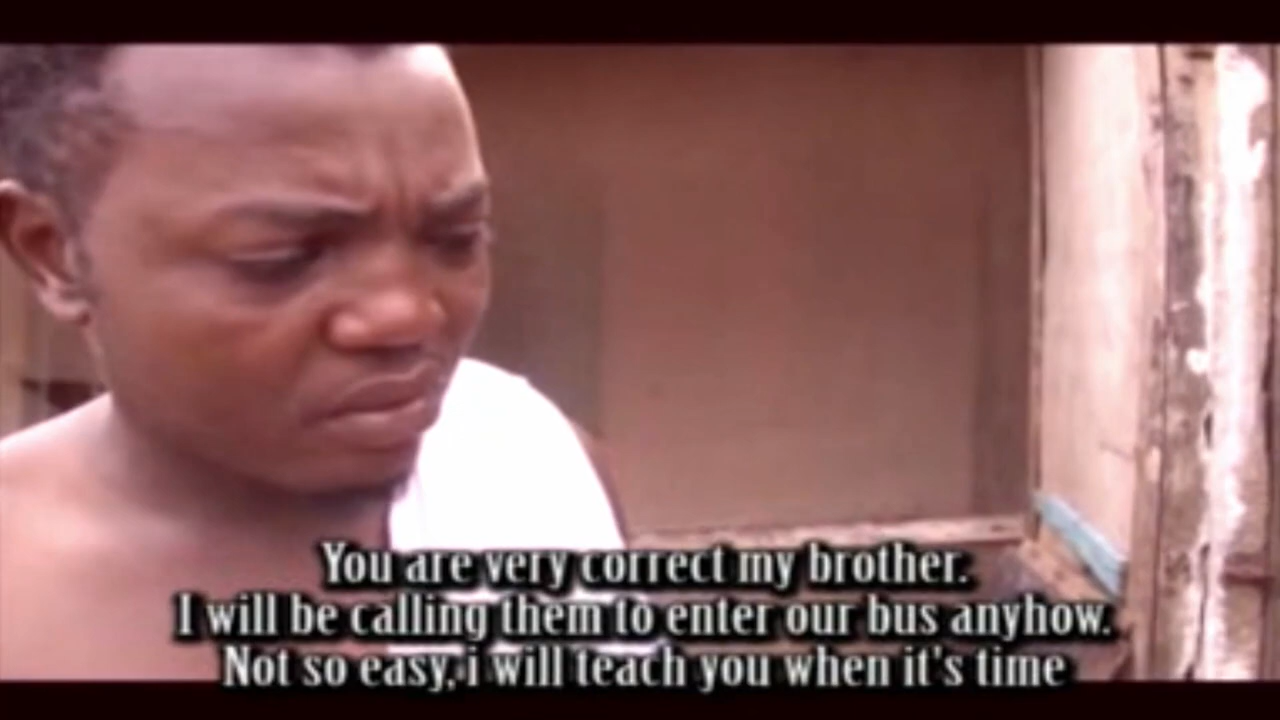 You are very correct my brother.
I will be calling them to enter our bus anyhow.
Not so easy, i will teach you when it's time